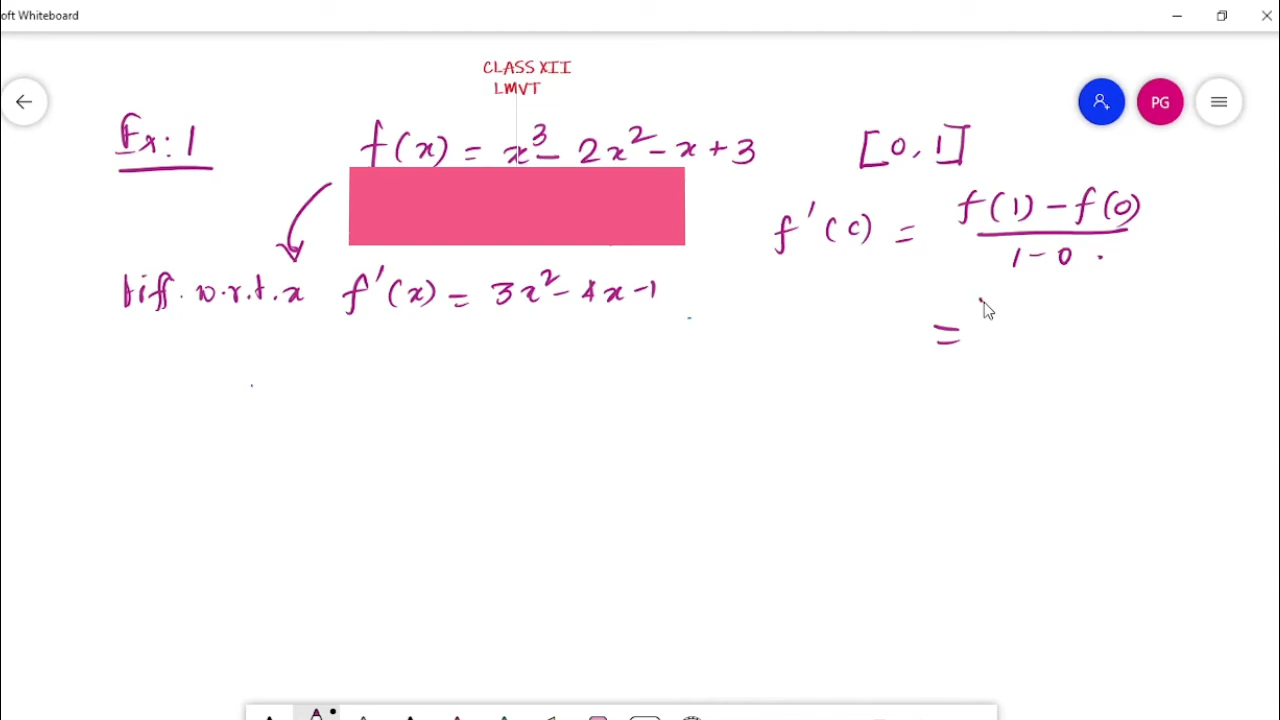 oft Whiteboard
CLASS XII
LMVT
PG
Ex: 1 f(x) = x³ - 2x² - x + 3 [0, 1]
f'(c) = f(1) - f(0) / 1 - 0 .
Diff. w.r.t. x f'(x) = 3x² - 4x - 1
=